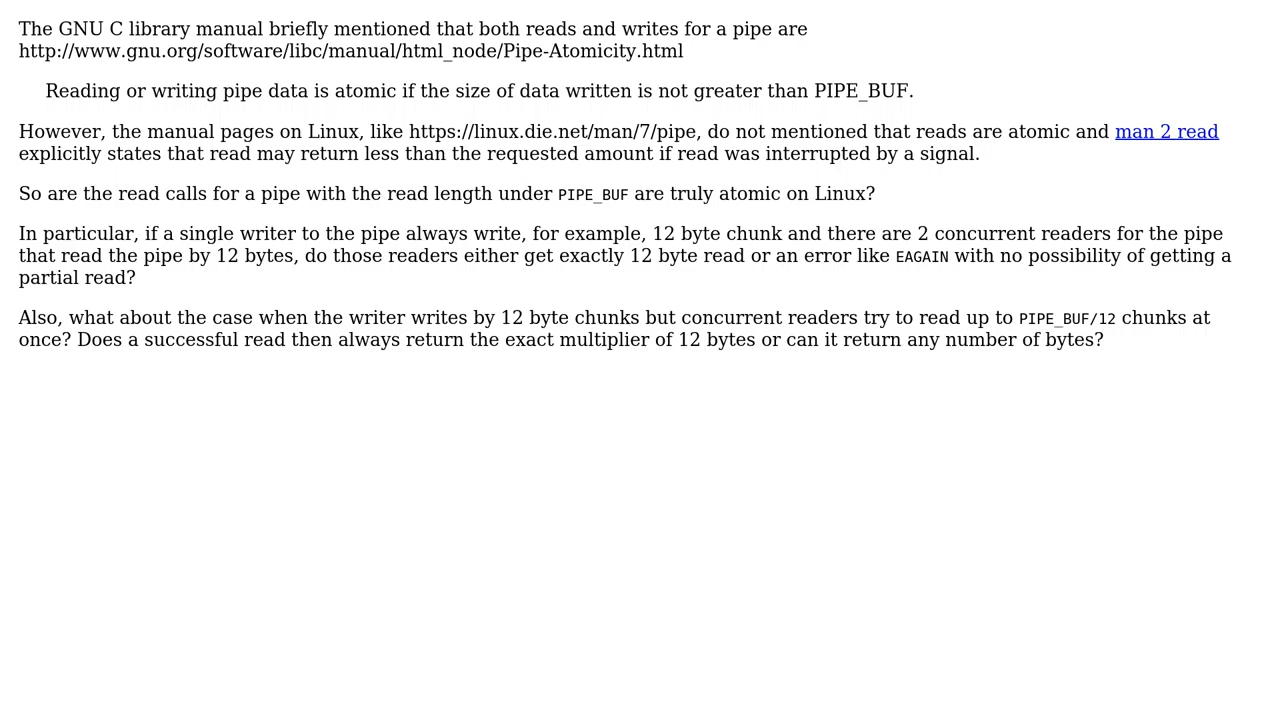 The GNU C library manual briefly mentioned that both reads and writes for a pipe are
http://www.gnu.org/software/libc/manual/html_node/Pipe-Atomicity.html
Reading or writing pipe data is atomic if the size of data written is not greater than PIPE_BUF.
However, the manual pages on Linux, like https://linux.die.net/man/7/pipe, do not mentioned that reads are atomic and man 2 read
explicitly states that read may return less than the requested amount if read was interrupted by a signal.
So are the read calls for a pipe with the read length under PIPE_BUF are truly atomic on Linux?
In particular, if a single writer to the pipe always write, for example, 12 byte chunk and there are 2 concurrent readers for the pipe
that read the pipe by 12 bytes, do those readers either get exactly 12 byte read or an error like EAGAIN with no possibility of getting a
partial read?
Also, what about the case when the writer writes by 12 byte chunks but concurrent readers try to read up to PIPE_BUF/12 chunks at
once? Does a successful read then always return the exact multiplier of 12 bytes or can it return any number of bytes?